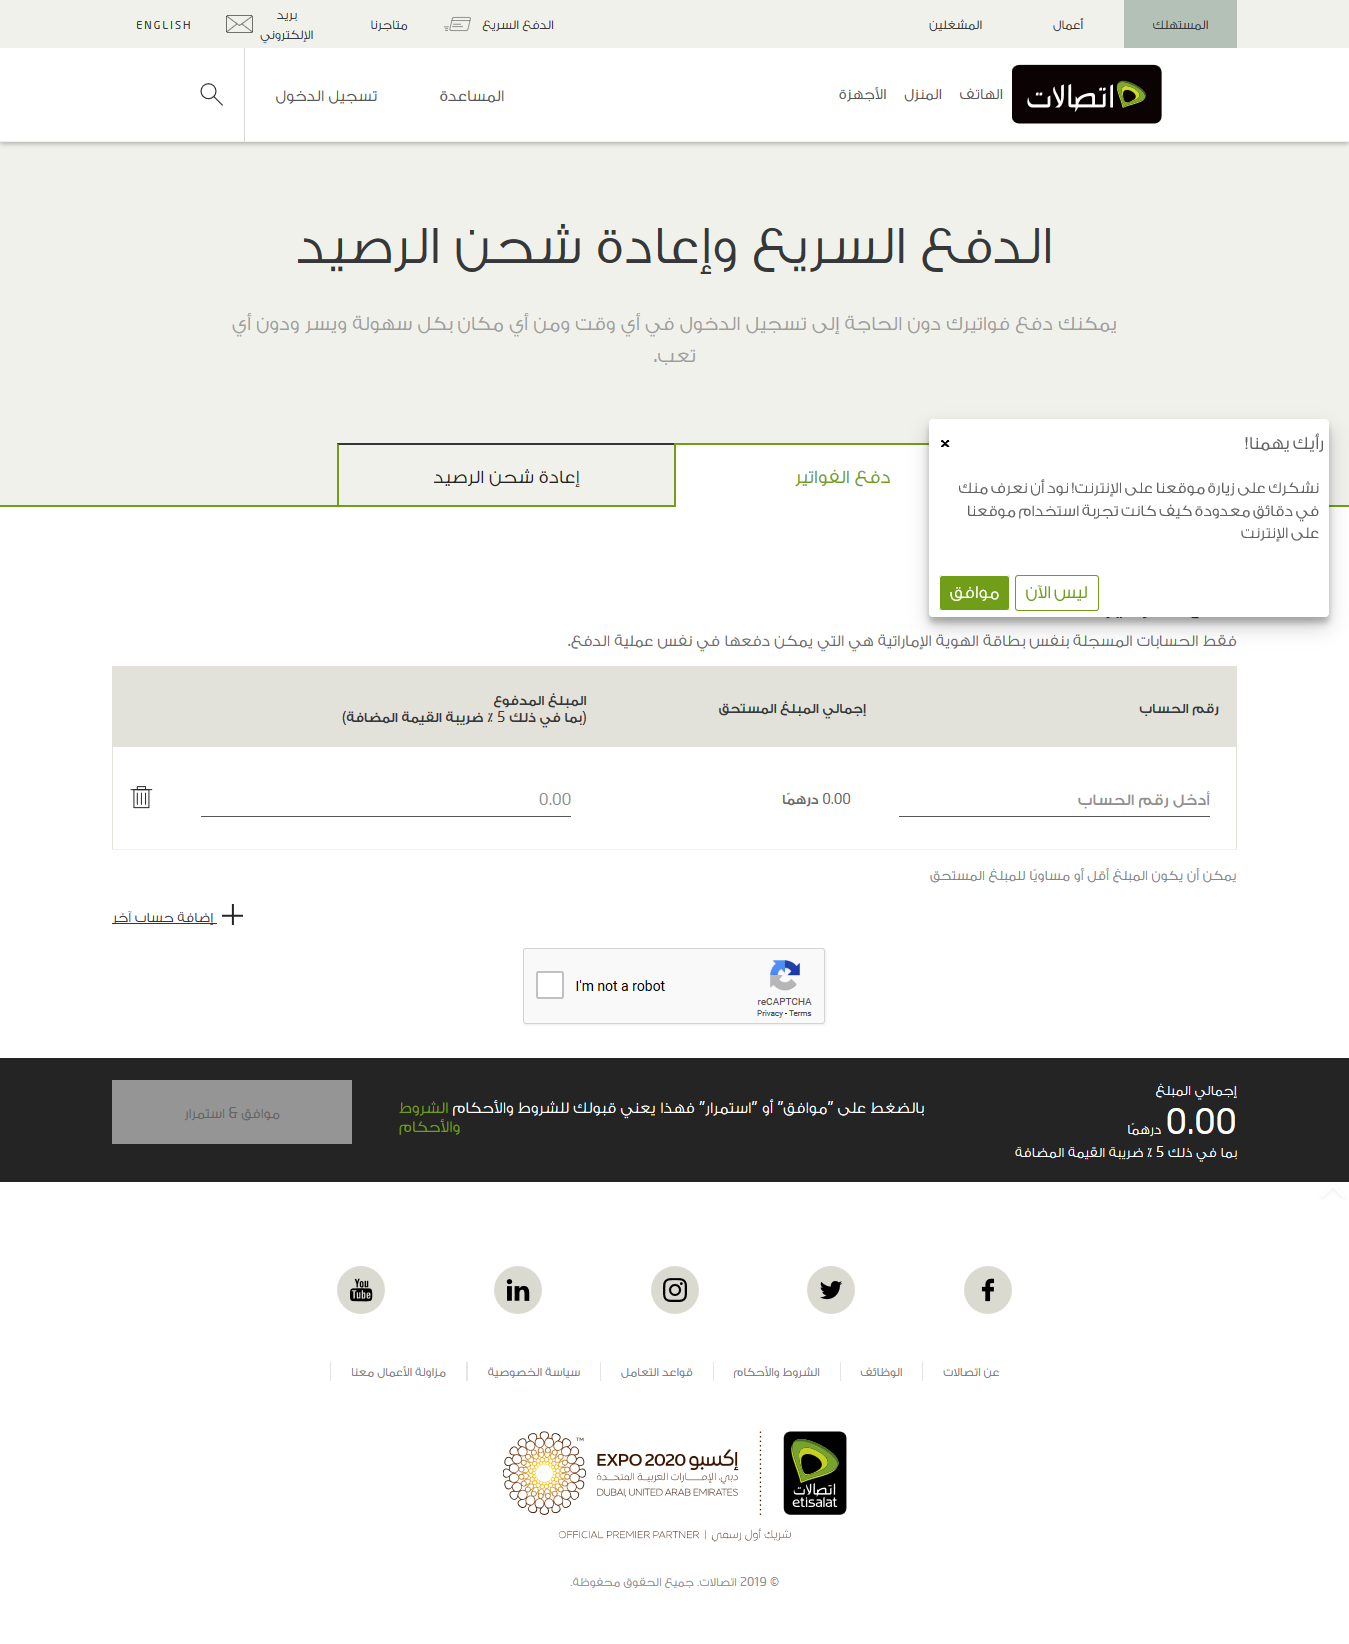 المستهلك
أعمال
المشغلين
الدفع السريع
متاجرنا
بريد
الإلكتروني
ENGLISH
اتصالات
الهاتف
المنزل
الأجهزة
المساعدة
تسجيل الدخول
الدفع السريع وإعادة شحن الرصيد
يمكنك دفع فواتيرك دون الحاجة إلى تسجيل الدخول في أي وقت ومن أي مكان بكل سهولة ويسر ودون أي
تعب.
دفع الفواتير
إعادة شحن الرصيد
رأيك يهمنا!
نشكرك على زيارة موقعنا على الإنترنت! نود أن نعرف منك
في دقائق معدودة كيف كانت تجربة استخدام موقعنا
على الإنترنت
ليس الآن
موافق
فقط الحسابات المسجلة بنفس بطاقة الهوية الإماراتية هي التي يمكن دفعها في نفس عملية الدفع.
رقم الحساب
إجمالي المبلغ المستحق
المبلغ المدفوع
(بما في ذلك 5 ٪ ضريبة القيمة المضافة)
أدخل رقم الحساب
0.00 درهمًا
0.00
يمكن أن يكون المبلغ أقل أو مساويًا للمبلغ المستحق
إضافة حساب آخر
I'm not a robot
reCAPTCHA
Privacy - Terms
إجمالي المبلغ
0.00 درهمًا
بما في ذلك 5 ٪ ضريبة القيمة المضافة
بالضغط على "موافق" أو "استمرار" فهذا يعني قبولك للشروط والأحكام الشروط
والأحكام
موافق & استمرار
You
Tube
in
عن اتصالات
الوظائف
الشروط والأحكام
قواعد التعامل
سياسة الخصوصية
مزاولة الأعمال معنا
اتصالات
etisalat
إكسبو EXPO 2020
™
دبي، الإمارات العربية المتحدة
DUBAI, UNITED ARAB EMIRATES
شريك أول رسمي | OFFICIAL PREMIER PARTNER
© 2019 اتصالات. جميع الحقوق محفوظة.